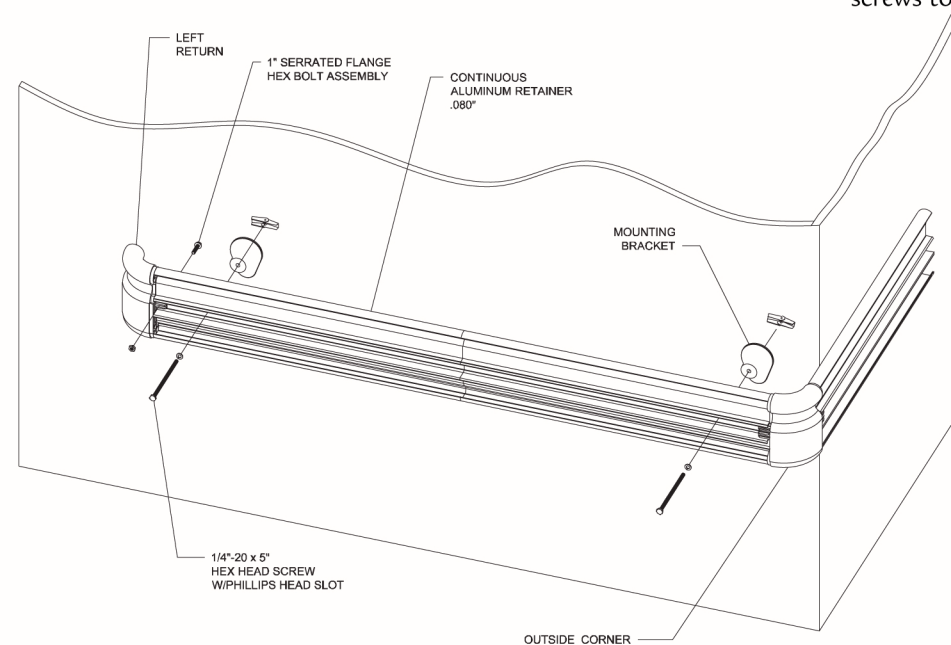 screws to
LEFT
RETURN
1" SERRATED FLANGE
HEX BOLT ASSEMBLY
CONTINUOUS
ALUMINUM RETAINER
.080"
MOUNTING
BRACKET
1/4"-20 x 5"
HEX HEAD SCREW
W/PHILLIPS HEAD SLOT
OUTSIDE CORNER